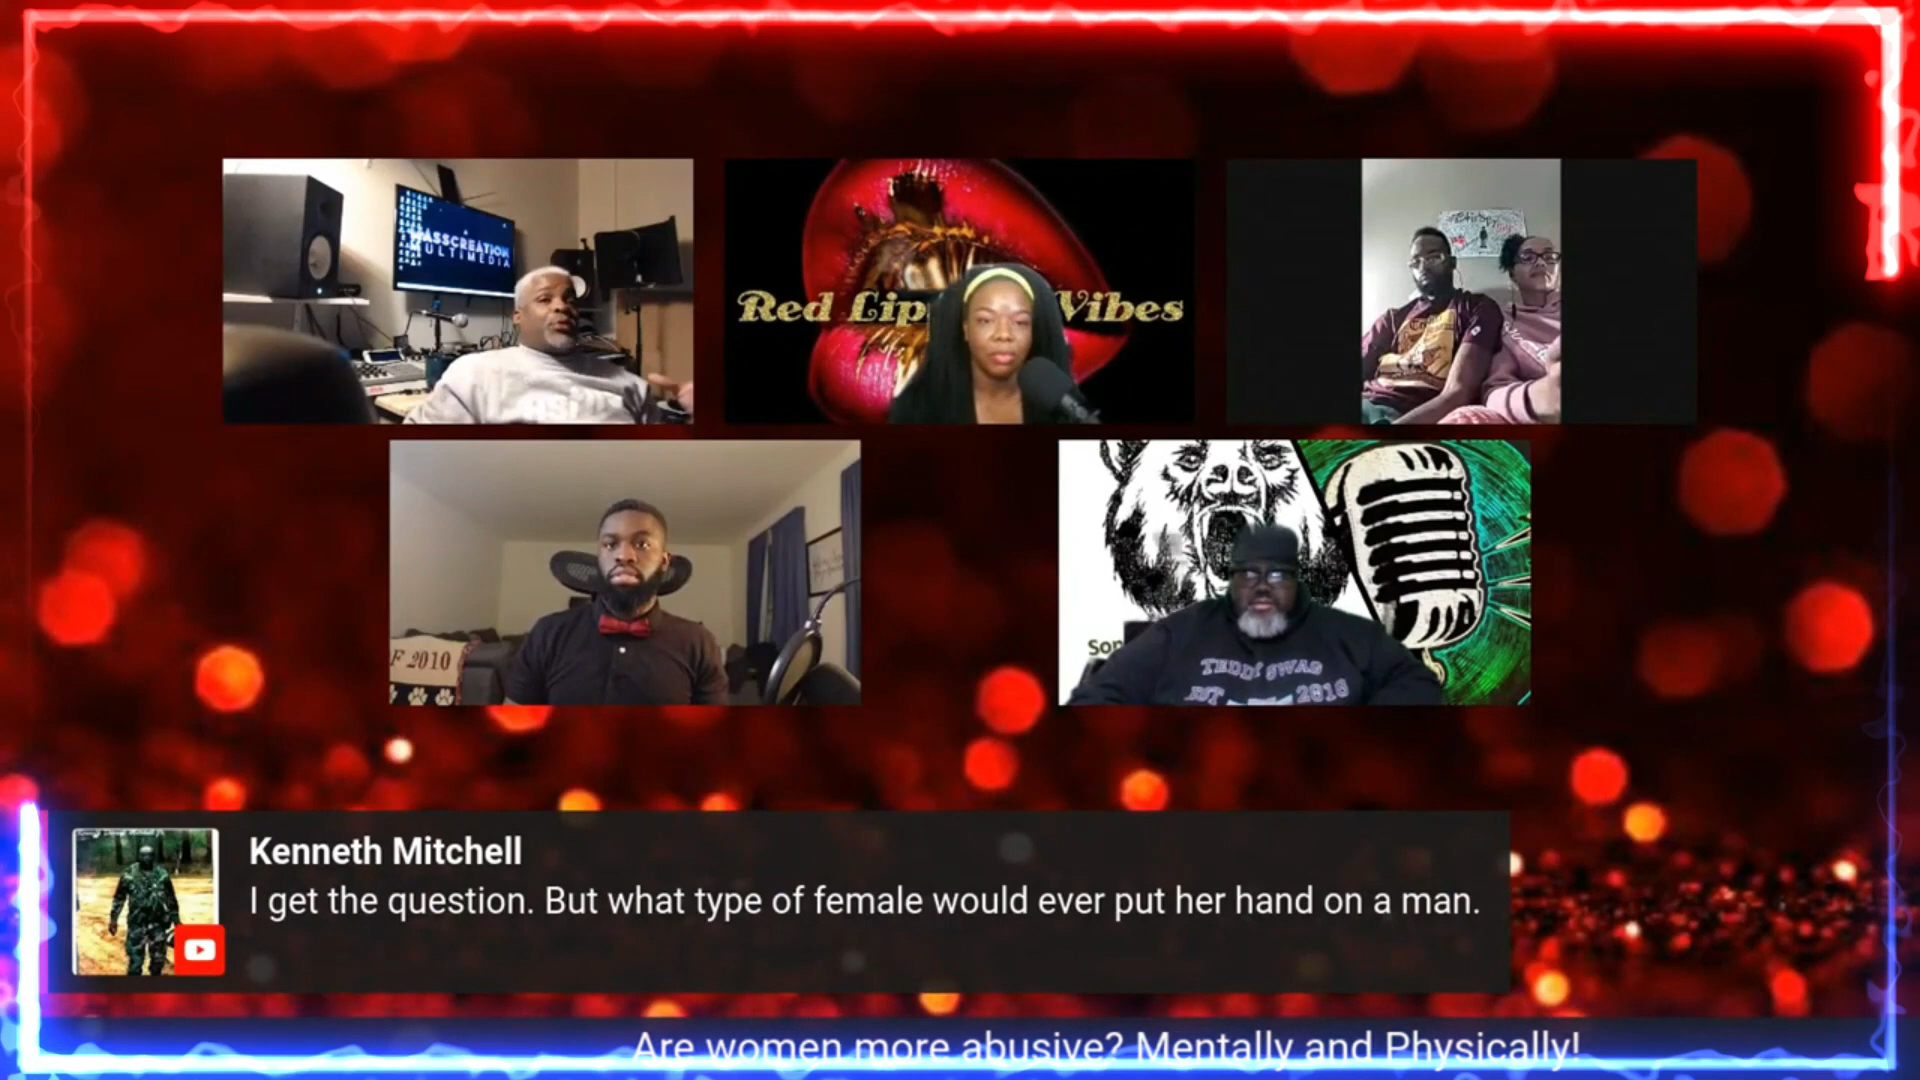 MASSCREATION
MULTIMEDIA
Red Lip Vibes
F 2010
Son
TEDDY SWAG
EST 2018
Kenneth Mitchell
I get the question. But what type of female would ever put her hand on a man.
Are women more abusive? Mentally and Physically!